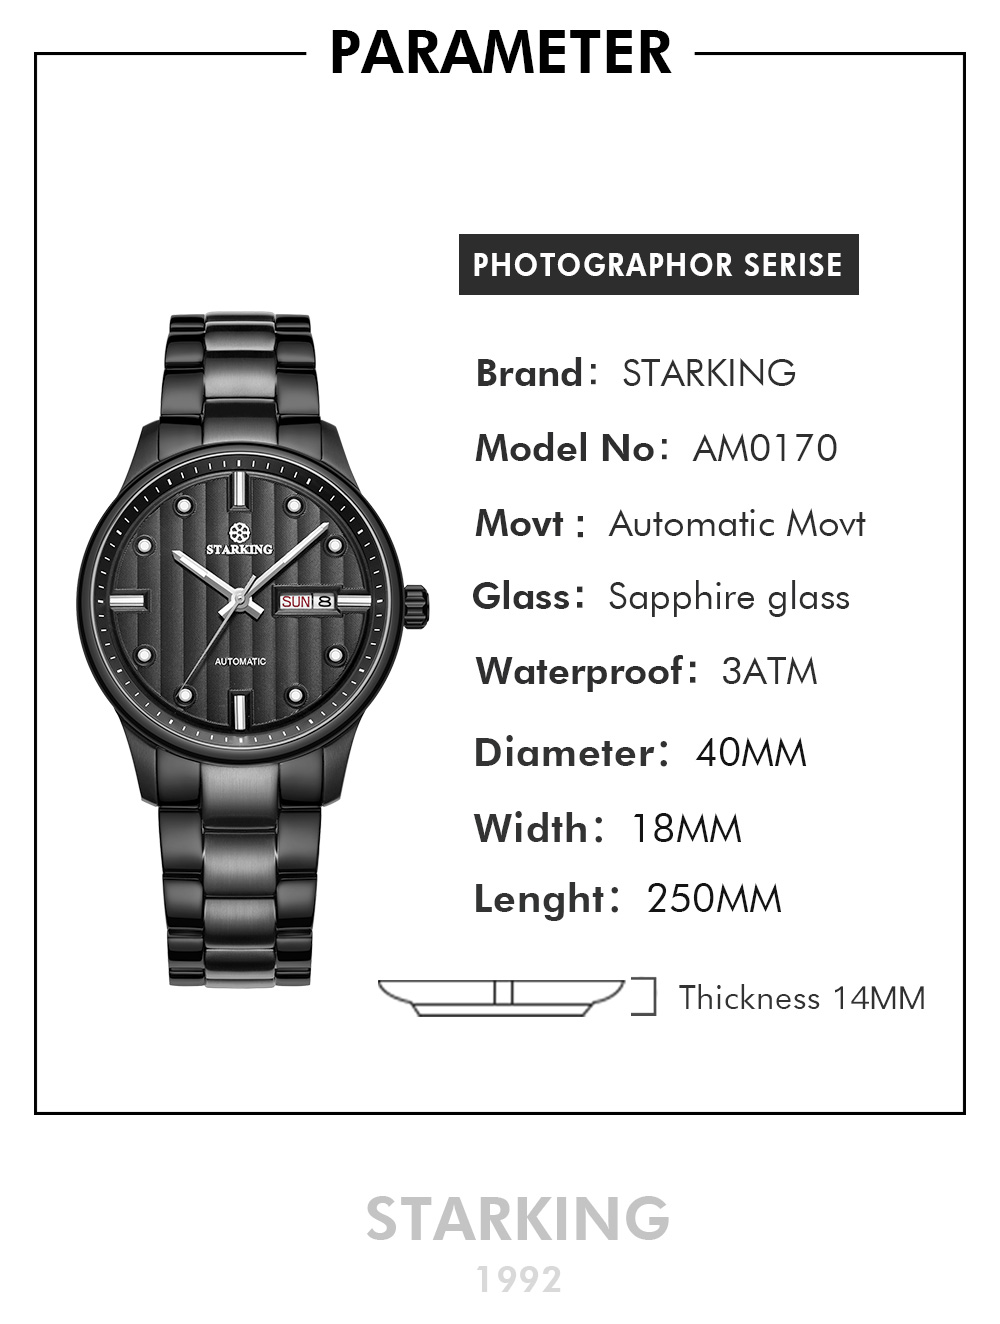 PARAMETER
PHOTOGRAPHOR SERISE
Brand: STARKING
Model No: AM0170
Movt : Automatic Movt
Glass: Sapphire glass
Waterproof: 3ATM
Diameter: 40MM
Width: 18MM
Lenght: 250MM
Thickness 14MM
STARKING
SUN 8
AUTOMATIC
STARKING
1992